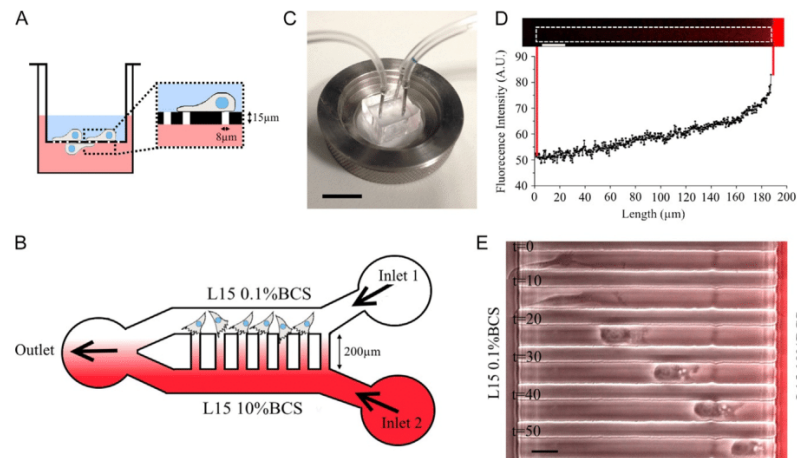 A
15µm
8µm
B
Inlet 1
L15 0.1%BCS
Outlet
200µm
L15 10%BCS
Inlet 2
C
D
Fluorecence Intensity (A.U.)
90
80
70
60
50
40
0 20 40 60 80 100 120 140 160 180 200
Length (µm)
E
L15 0.1%BCS
t=0
t=10
t=20
t=30
t=40
t=50